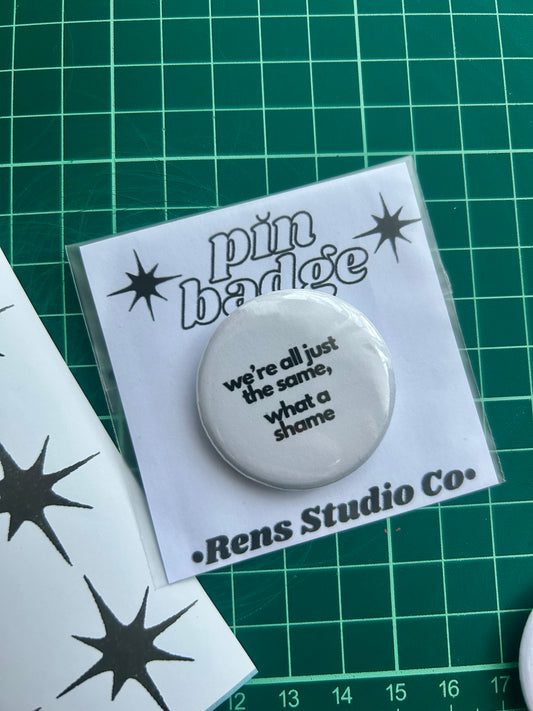 pin
badge
we're all just
the same,
what a
shame
•Rens Studio Co•
12 13 14 15 16 17